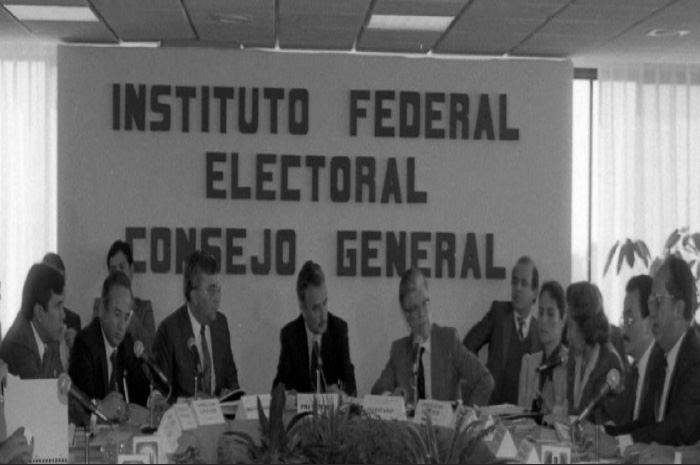 INSTITUTO FEDERAL
ELECTORAL
CONSEJO GENERAL